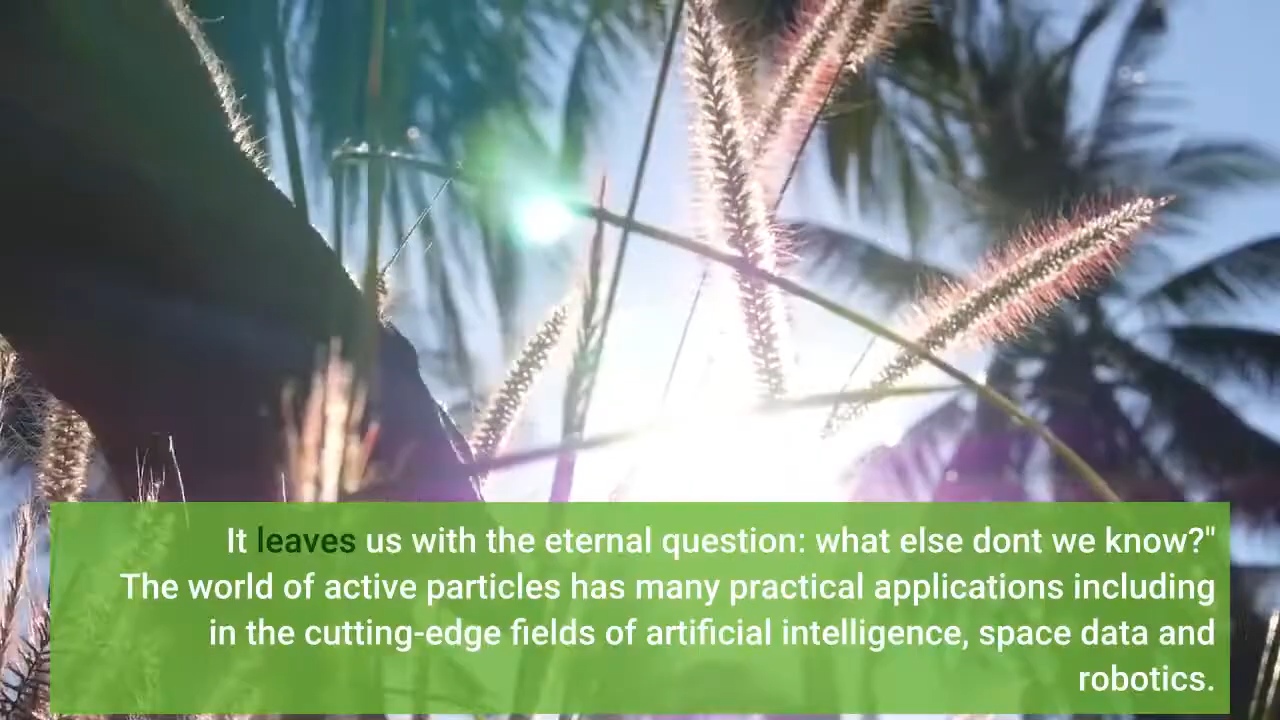 It leaves us with the eternal question: what else dont we know?"
The world of active particles has many practical applications including
in the cutting-edge fields of artificial intelligence, space data and
robotics.